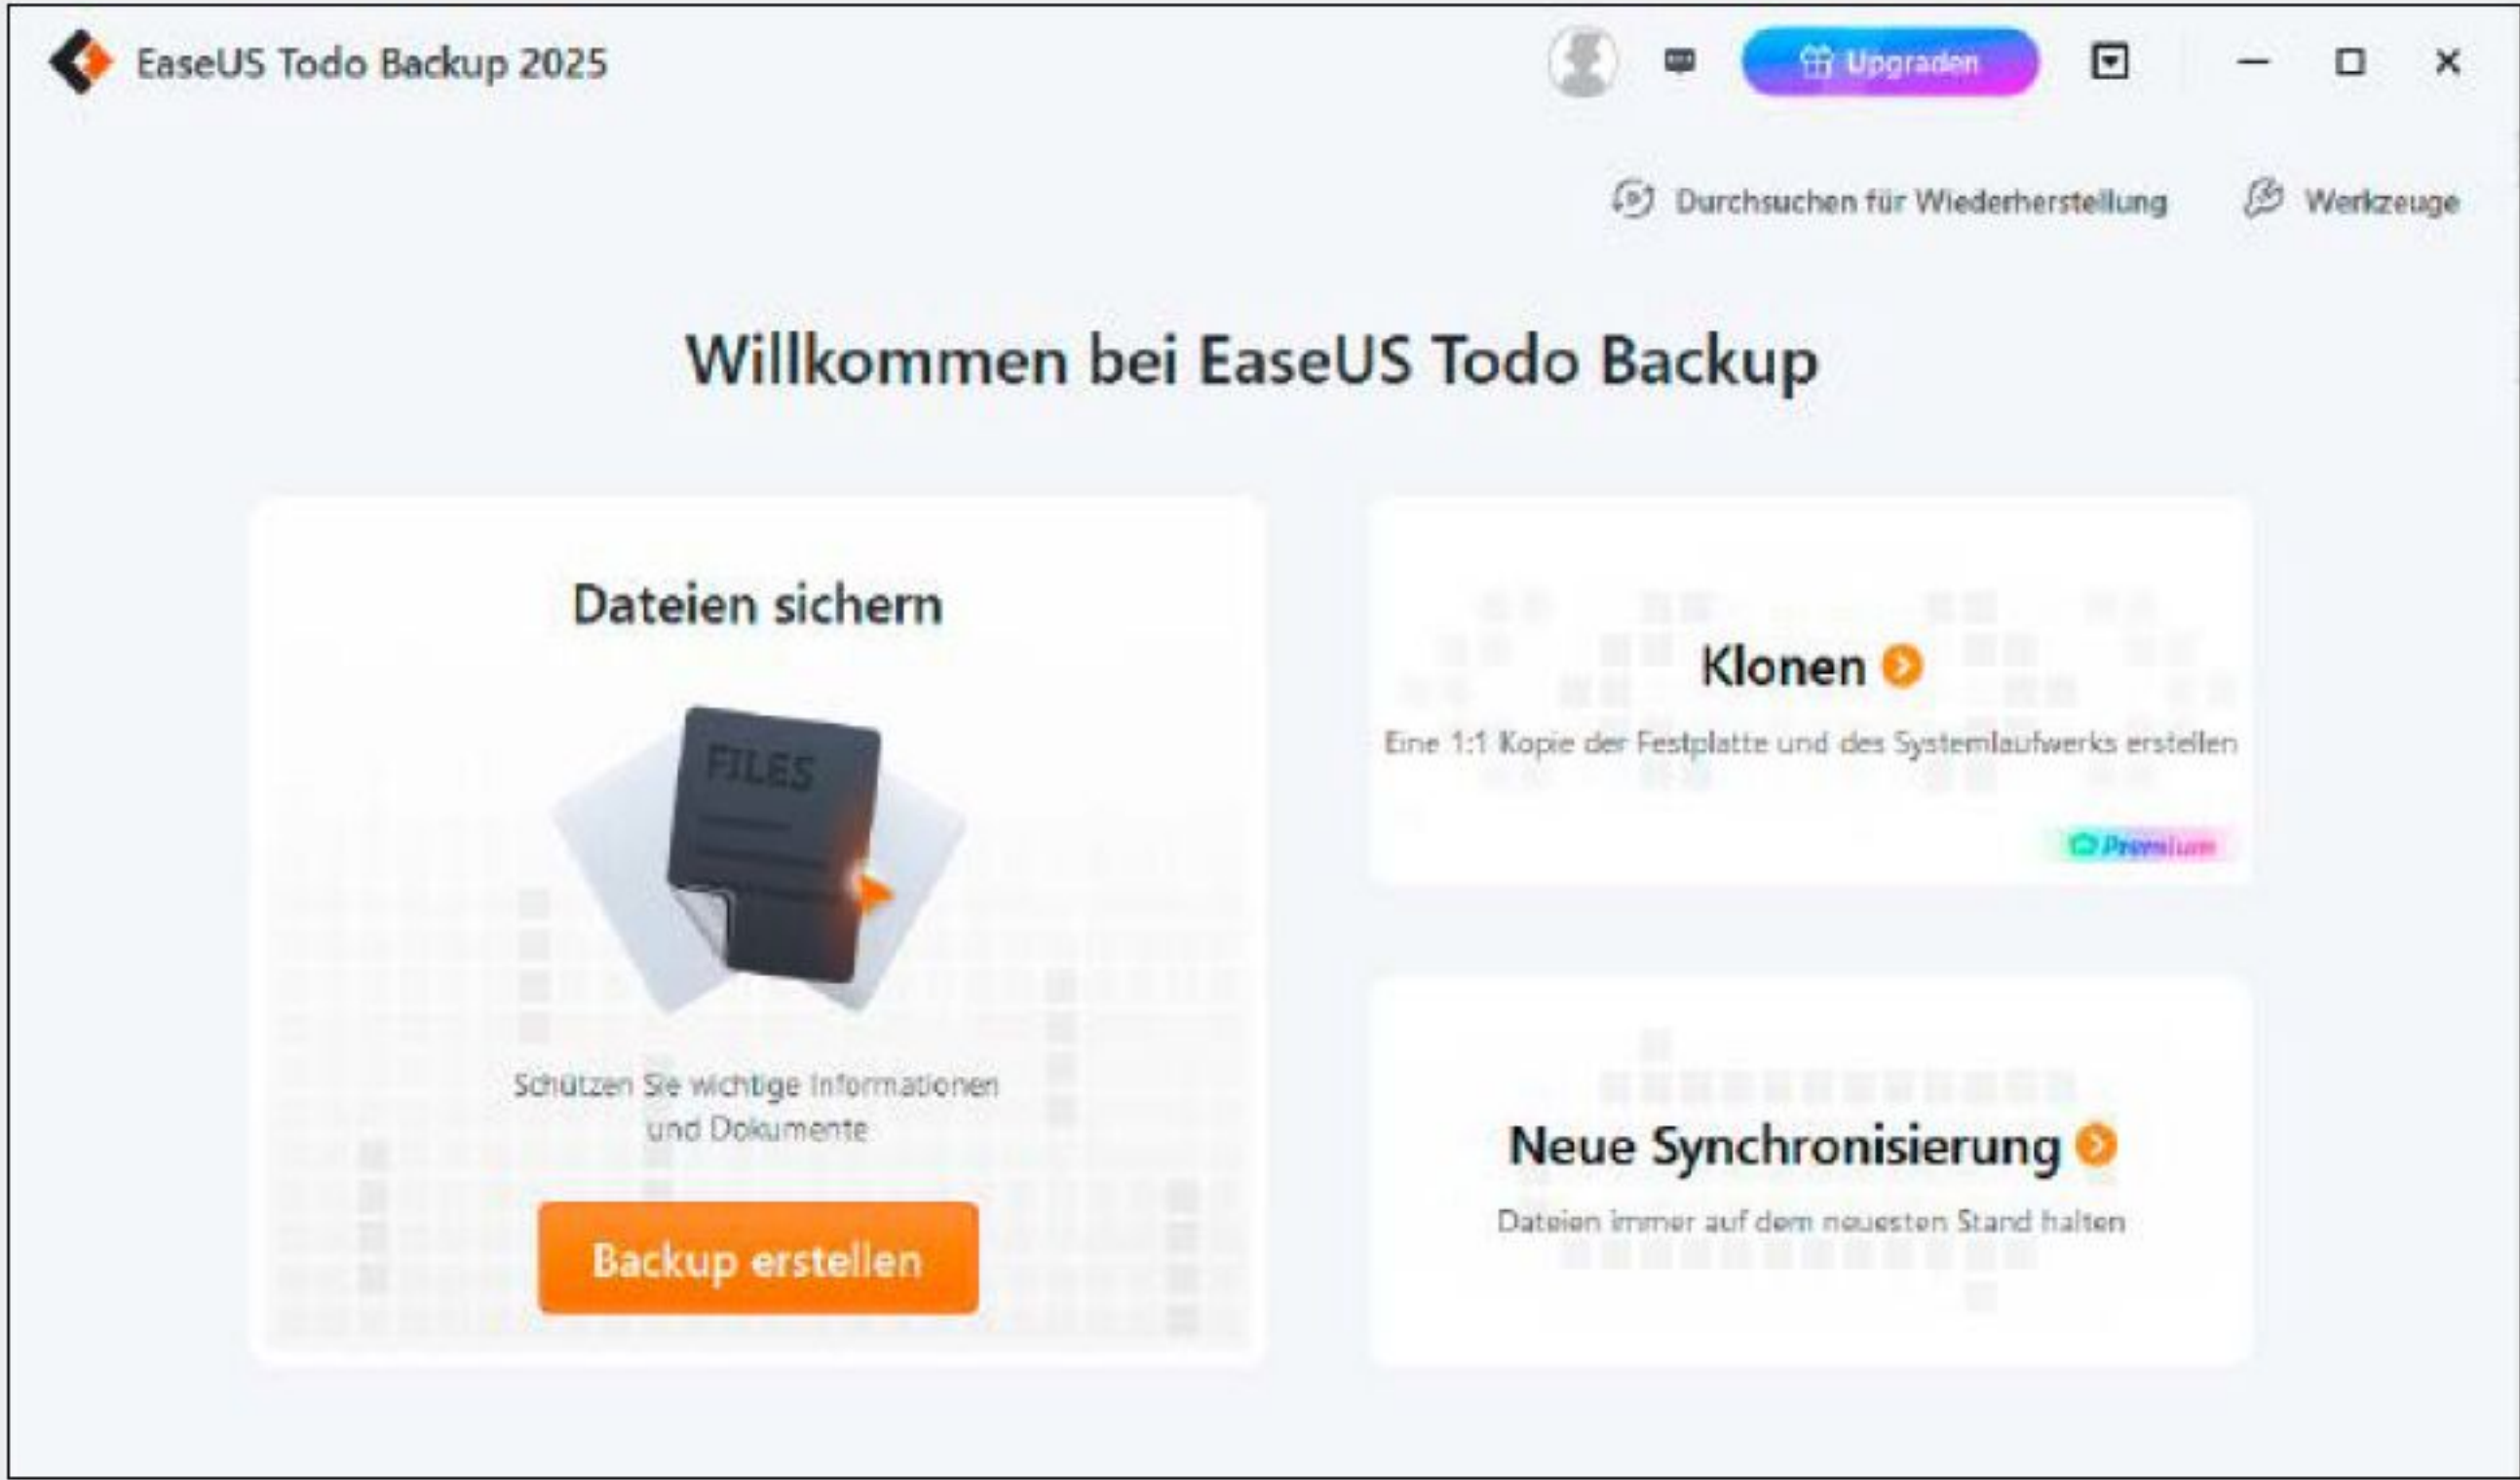 EaseUS Todo Backup 2025
Upgraden
Durchsuchen für Wiederherstellung
Werkzeuge
Willkommen bei EaseUS Todo Backup
Dateien sichern
FILES
Schützen Sie wichtige Informationen
und Dokumente
Backup erstellen
Klonen
Eine 1:1 Kopie der Festplatte und des Systemlaufwerks erstellen
Premium
Neue Synchronisierung
Dateien immer auf dem neuesten Stand halten